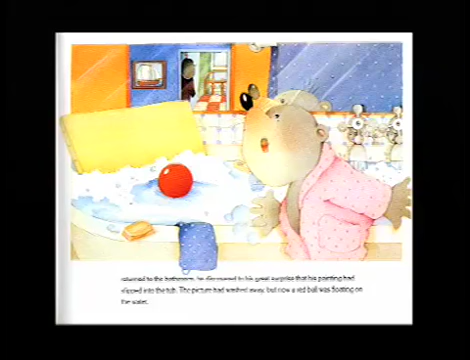 returned to the bathroom, he discovered to his great surprise that his painting had
slipped into the tub. The picture had washed away, but now a red ball was floating on
the water.